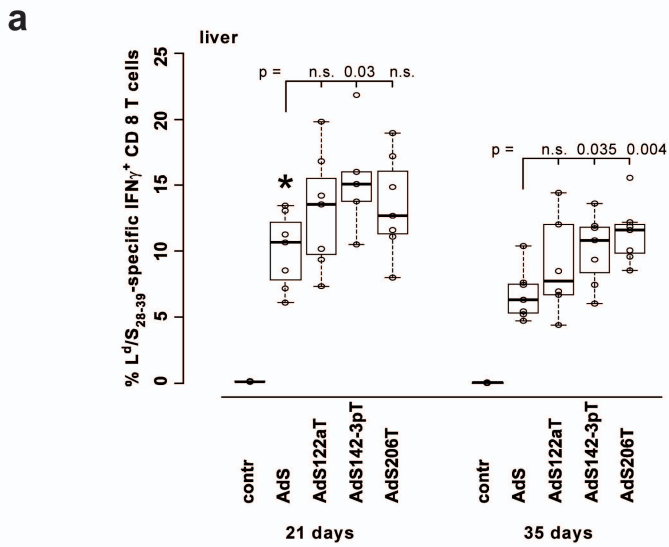 a
liver
% Ld/S28-39-specific IFNγ+ CD 8 T cells
25
20
15
10
5
0
p = n.s. 0.03 n.s.
*
p = n.s. 0.035 0.004
contr
AdS
AdS122aT
AdS142-3pT
AdS206T
contr
AdS
AdS122aT
AdS142-3pT
AdS206T
21 days
35 days